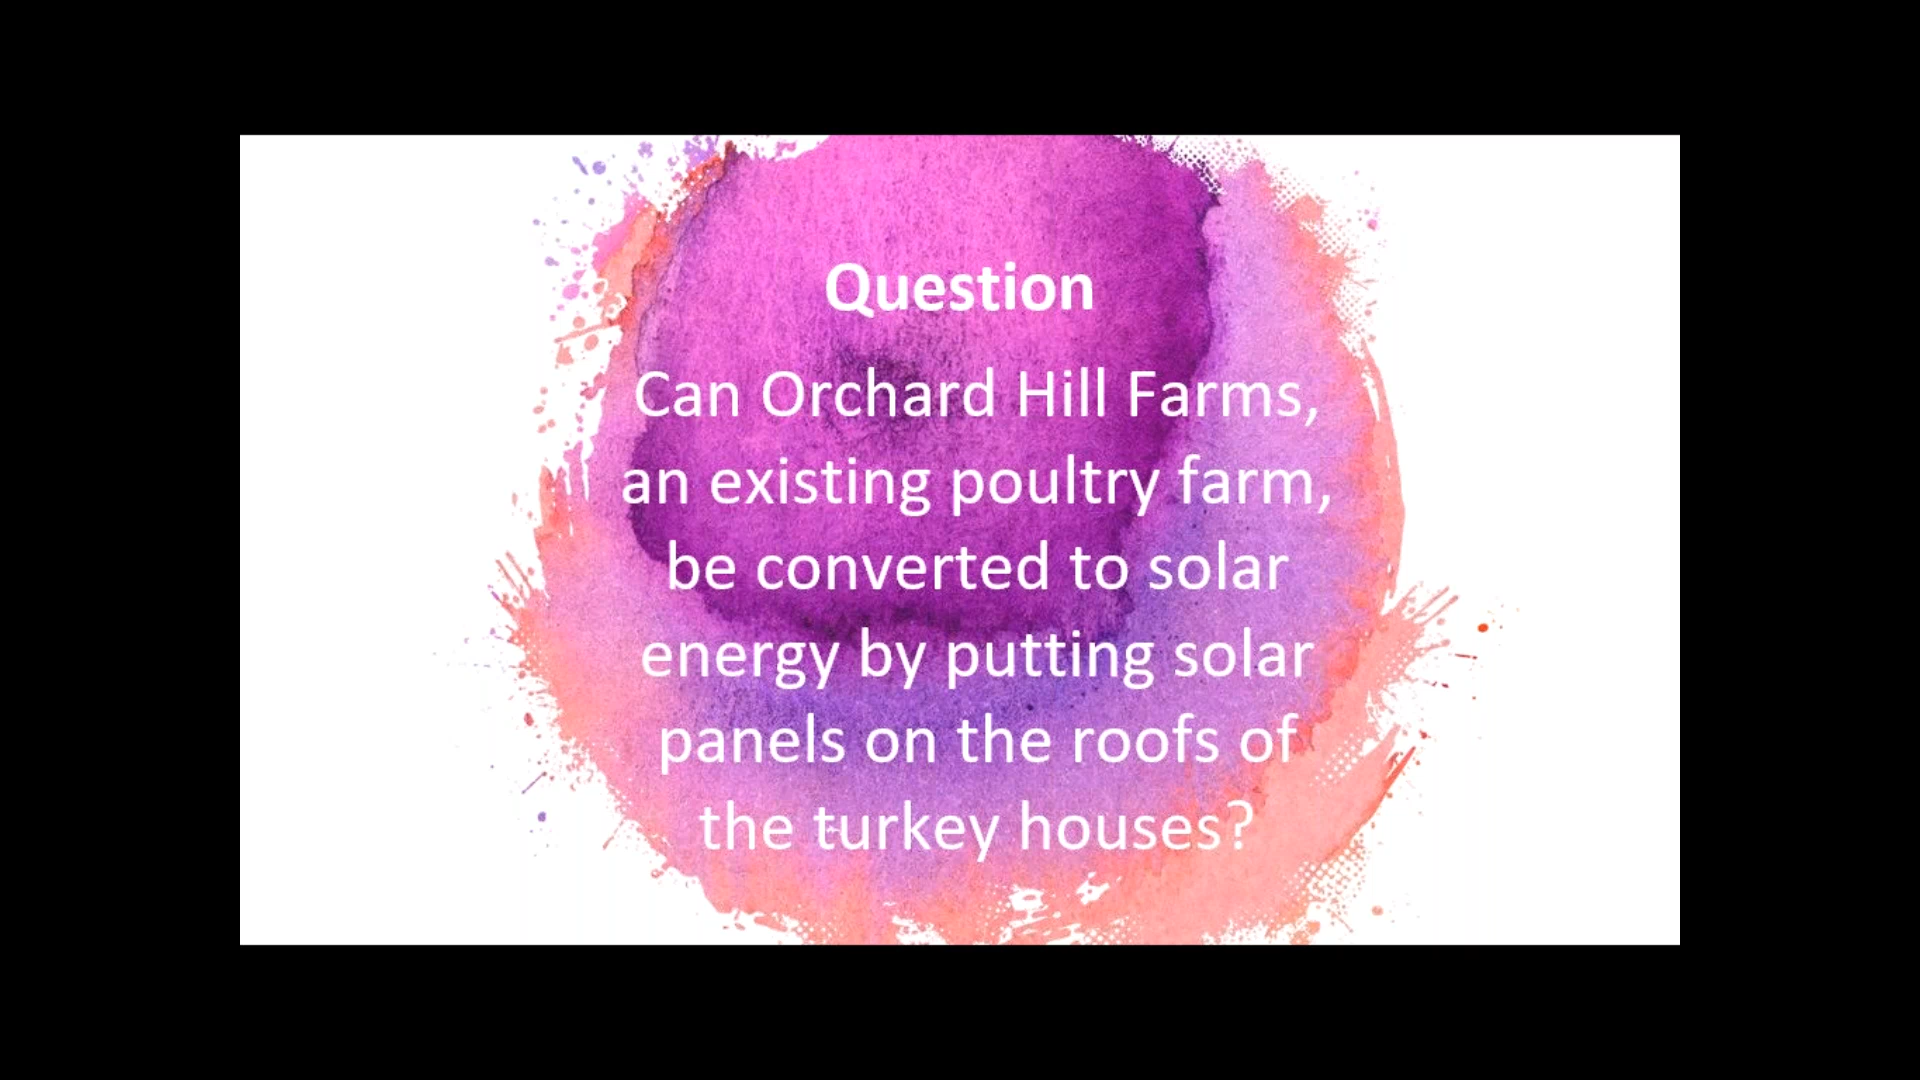 Question
Can Orchard Hill Farms,
an existing poultry farm,
be converted to solar
energy by putting solar
panels on the roofs of
the turkey houses?